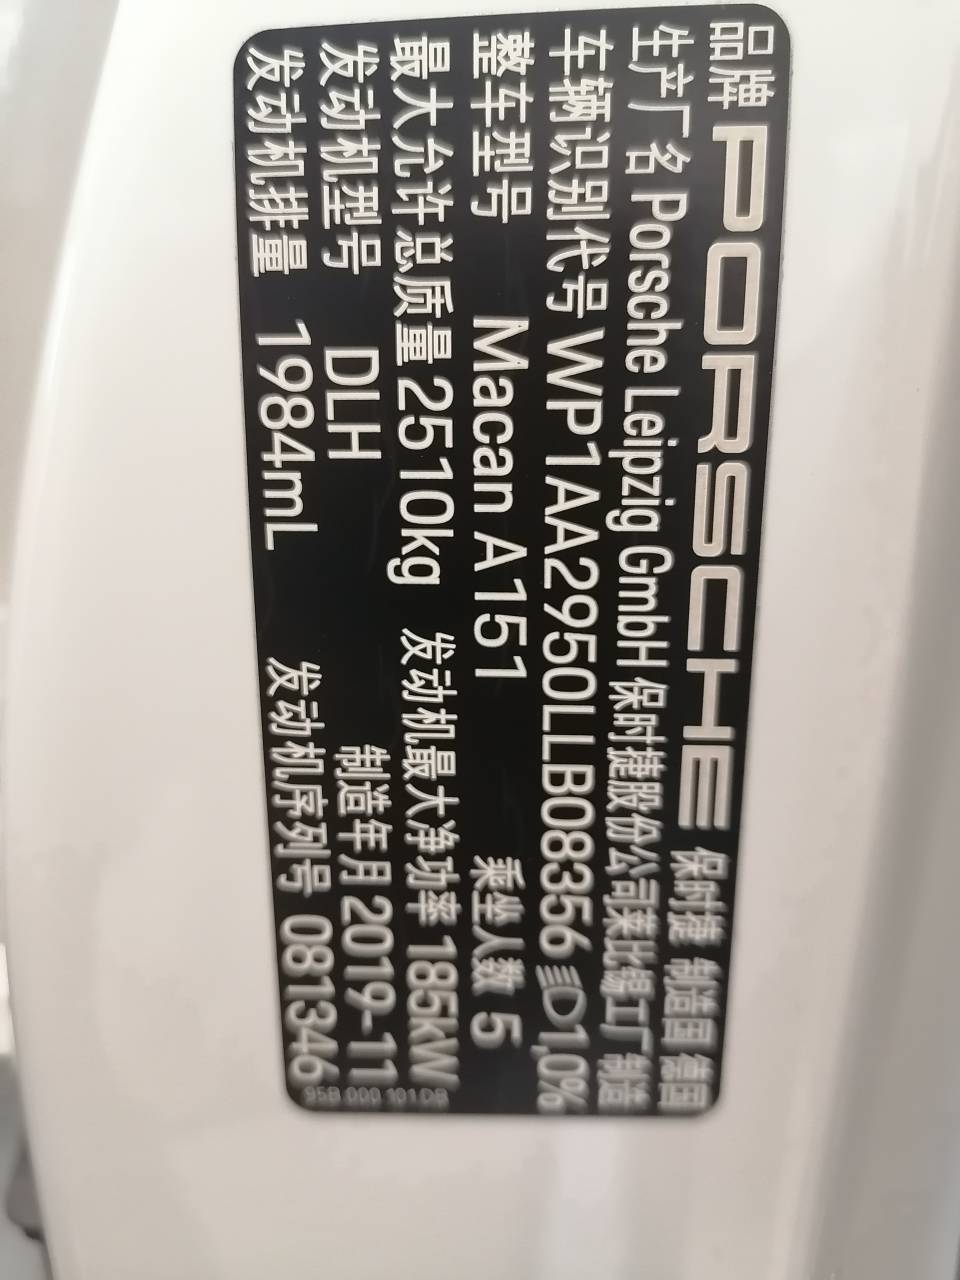 品牌 PORSCHE 保时捷 制造国 德国
生产厂名 Porsche Leipzig GmbH 保时捷股份公司莱比锡工厂制造
车辆识别代号 WP1AA2950LLB08356 1,0%
整车型号 Macan A151 乘坐人数 5
最大允许总质量 2510kg 发动机最大净功率 185kW
发动机型号 DLH 制造年月 2019-11
发动机排量 1984mL 发动机序列号 081346
95B.000.101.DB